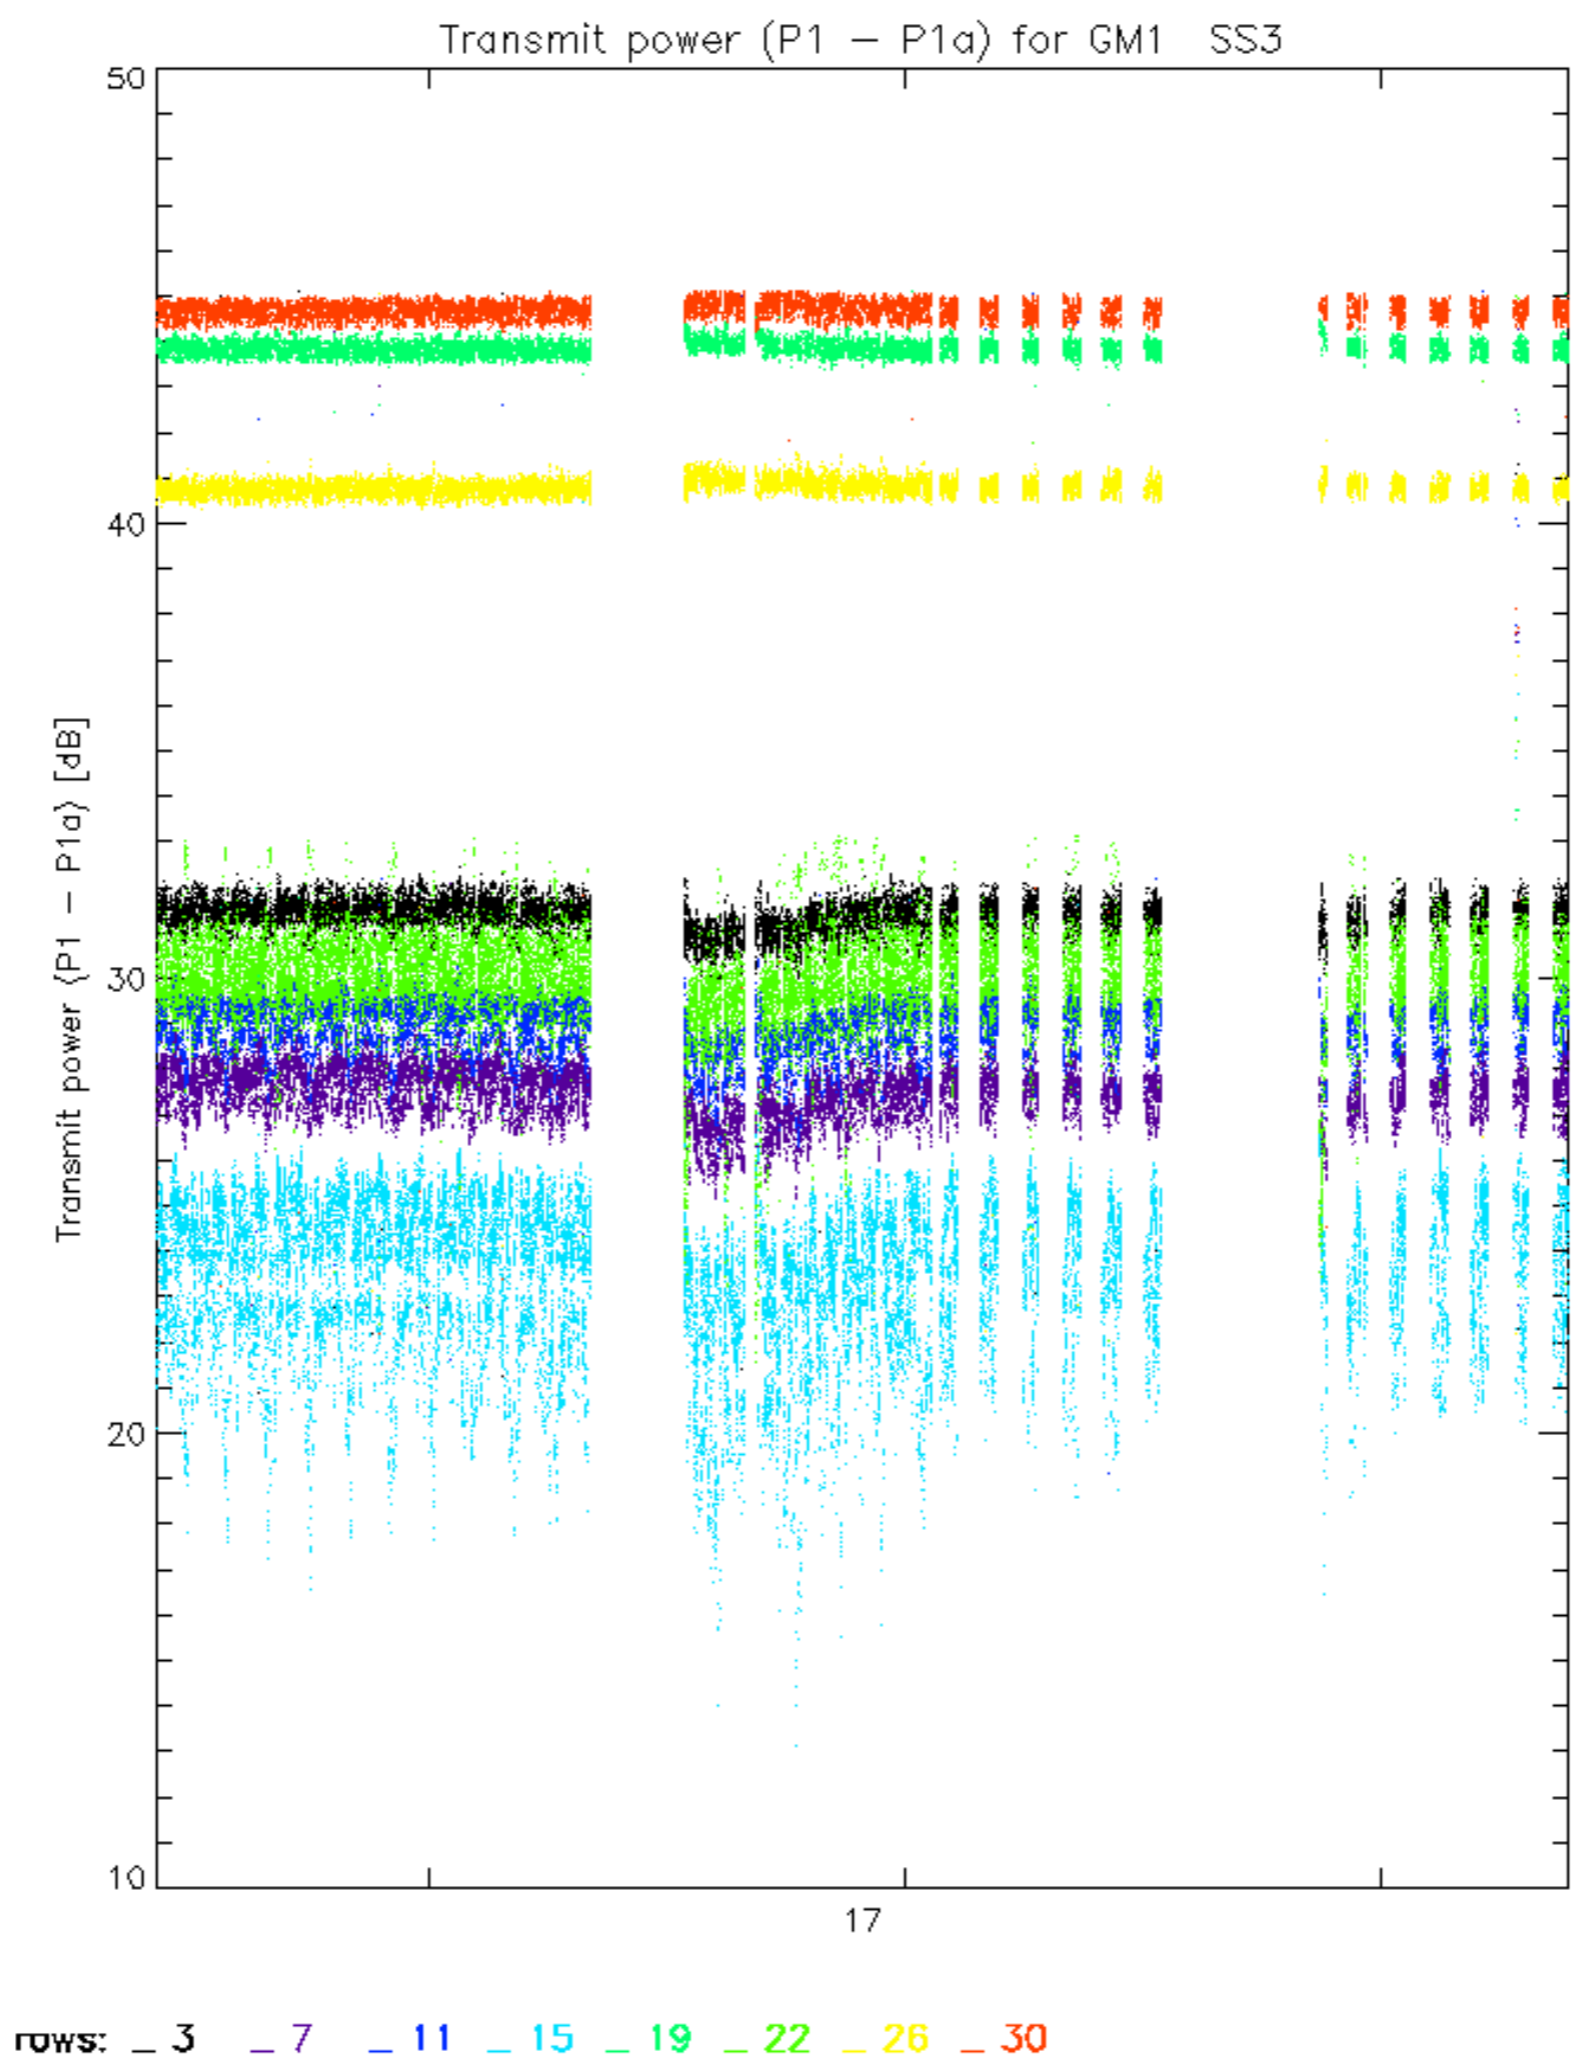 Transmit power (P1 - P1a) for GM1 SS3
50
40
30
20
10
Transmit power {P1 - P1a} [dB]
17
rows: _ 3 _ 7 _ 11 _ 15 _ 19 _ 22 _ 26 _ 30